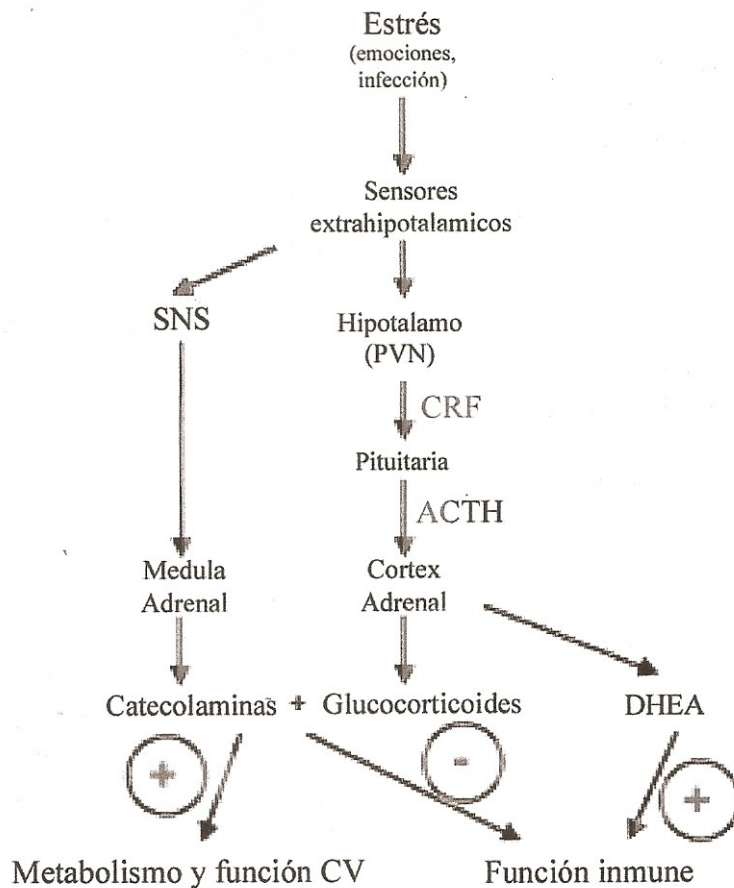 Estrés
(emociones,
infección)
Sensores
extrahipotalamicos
SNS
Hipotalamo
(PVN)
CRF
Pituitaria
ACTH
Medula
Adrenal
Cortex
Adrenal
Catecolaminas + Glucocorticoides DHEA
+ - +
Metabolismo y función CV Función inmune